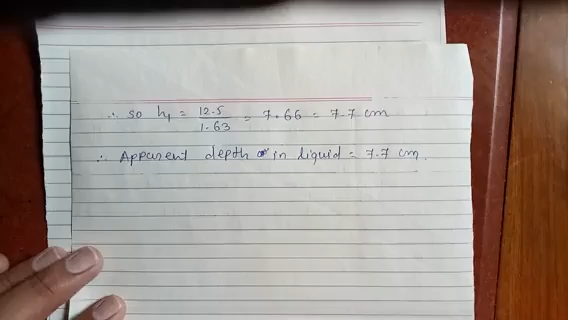 ∴ so h₁ = 12.5/1.63 = 7.66 = 7.7 cm
∴ Apparent depth in liquid = 7.7 cm.